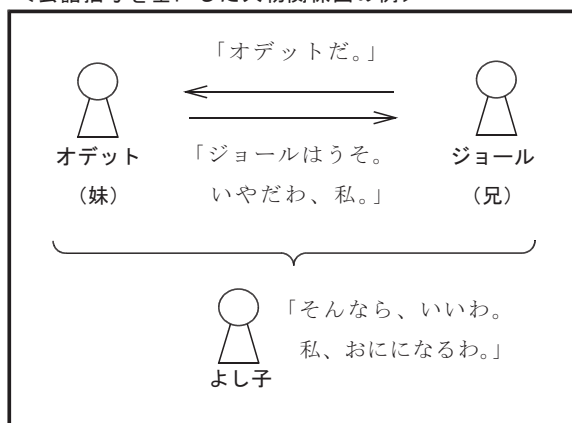 「オデットだ。」
オデット
（妹）
「ジョールはうそ。
いやだわ、私。」
ジョール
（兄）
「そんなら、いいわ。
私、おにになるわ。」
よし子